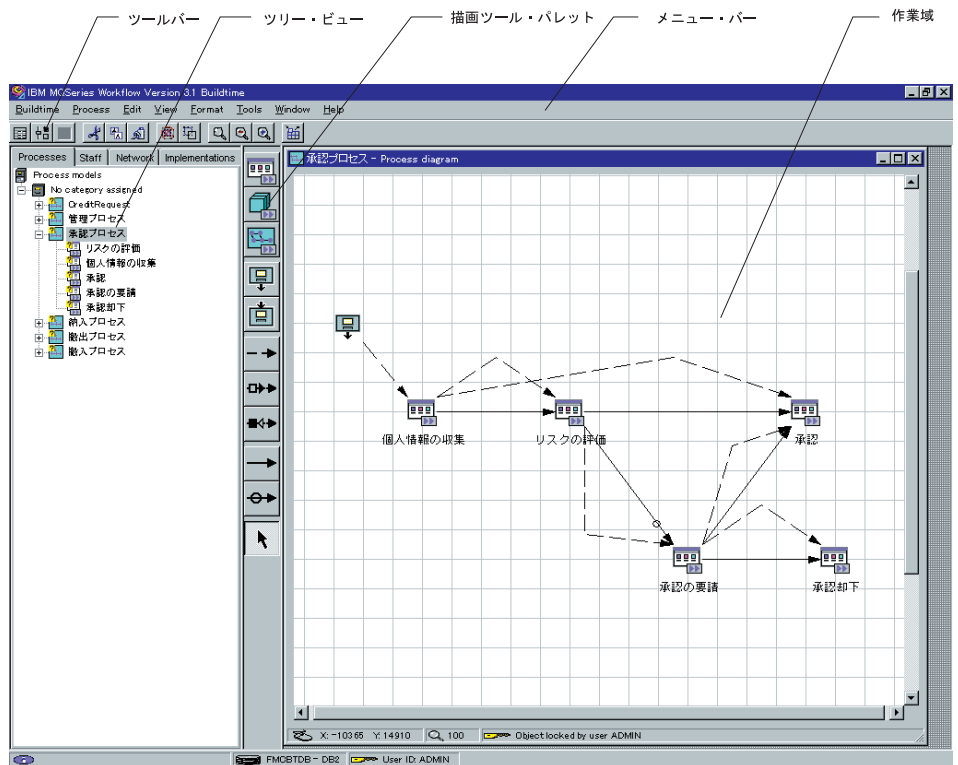 ツールバー
ツリー・ビュー
描画ツール・パレット
メニュー・バー
作業域
IBM MQSeries Workflow Version 3.1 Buildtime
Buildtime Process Edit View Format Tools Window Help
Processes Staff Network Implementations
Process models
No category assigned
CreditRequest
管理プロセス
承認プロセス
リスクの評価
個人情報の収集
承認
承認の要請
承認却下
納入プロセス
搬出プロセス
搬入プロセス
承認プロセス - Process diagram
個人情報の収集
リスクの評価
承認
承認の要請
承認却下
X: -10365 Y: 14910 100 Object locked by user ADMIN
FMCBTDB - DB2 User ID: ADMIN